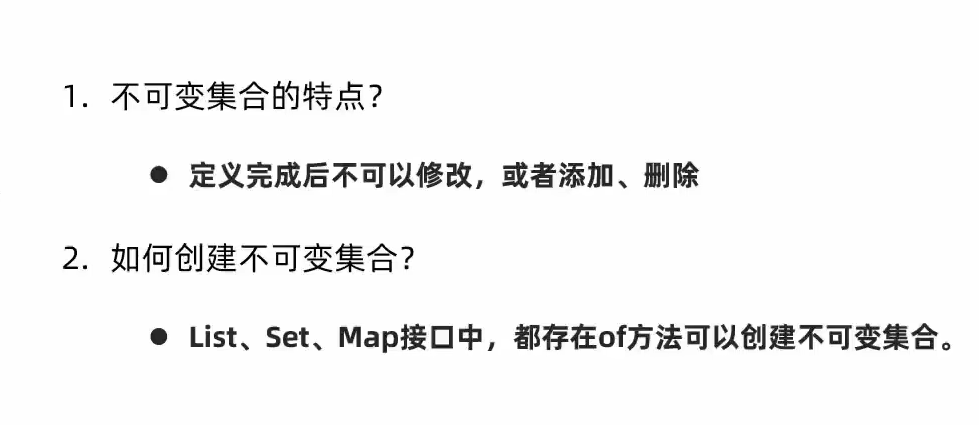 1. 不可变集合的特点？
● 定义完成后不可以修改，或者添加、删除
2. 如何创建不可变集合？
● List、Set、Map接口中，都存在of方法可以创建不可变集合。